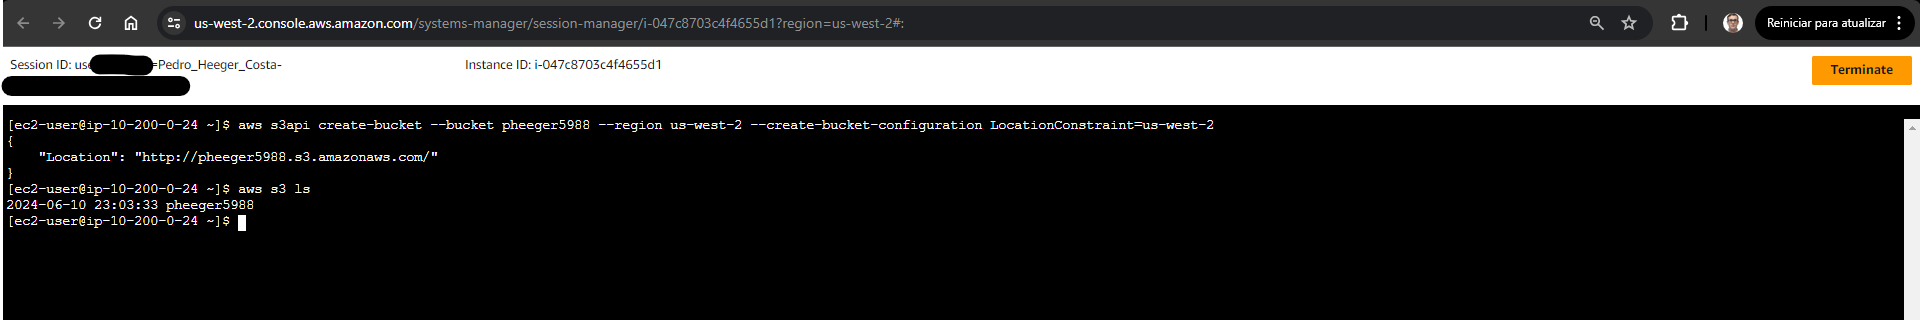 us-west-2.console.aws.amazon.com/systems-manager/session-manager/i-047c8703c4f4655d1?region=us-west-2#:
Reiniciar para atualizar
Session ID: use =Pedro_Heeger_Costa-
Instance ID: i-047c8703c4f4655d1
Terminate
[ec2-user@ip-10-200-0-24 ~]$ aws s3api create-bucket --bucket pheeger5988 --region us-west-2 --create-bucket-configuration LocationConstraint=us-west-2
{
    "Location": "http://pheeger5988.s3.amazonaws.com/"
}
[ec2-user@ip-10-200-0-24 ~]$ aws s3 ls
2024-06-10 23:03:33 pheeger5988
[ec2-user@ip-10-200-0-24 ~]$